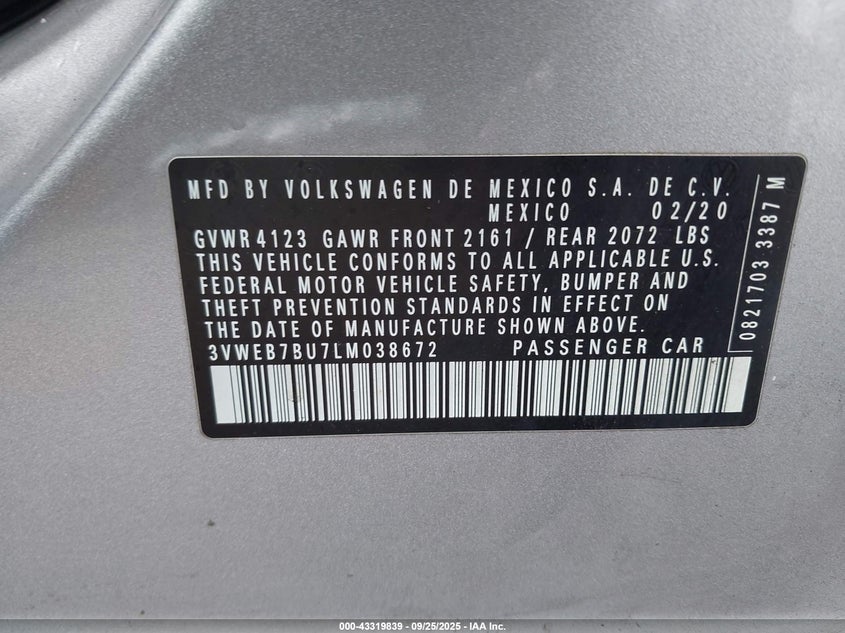 MFD BY VOLKSWAGEN DE MEXICO S.A. DE C.V.
MEXICO 02/20
GVWR 4123 GAWR FRONT 2161 / REAR 2072 LBS
THIS VEHICLE CONFORMS TO ALL APPLICABLE U.S.
FEDERAL MOTOR VEHICLE SAFETY, BUMPER AND
THEFT PREVENTION STANDARDS IN EFFECT ON
THE DATE OF MANUFACTURE SHOWN ABOVE.
3VWEB7BU7LM038672 PASSENGER CAR
0821703 3387 M
000-43319839 - 09/25/2025 - IAA Inc.